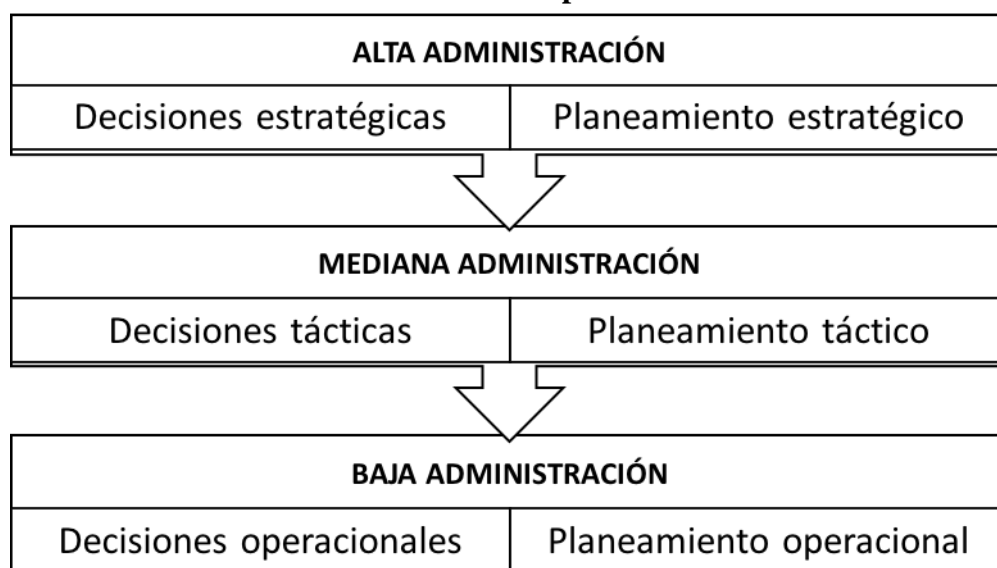 ALTA ADMINISTRACIÓN
Decisiones estratégicas Planeamiento estratégico
MEDIANA ADMINISTRACIÓN
Decisiones tácticas Planeamiento táctico
BAJA ADMINISTRACIÓN
Decisiones operacionales Planeamiento operacional